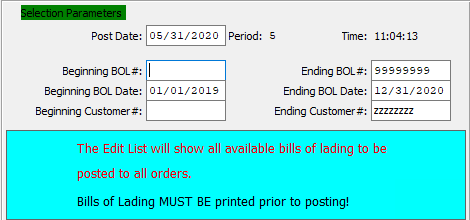 Selection Parameters
Post Date: 05/31/2020 Period: 5 Time: 11:04:13
Beginning BOL#: Ending BOL#: 99999999
Beginning BOL Date: 01/01/2019 Ending BOL Date: 12/31/2020
Beginning Customer#: Ending Customer#: zzzzzzzz
The Edit List will show all available bills of lading to be
posted to all orders.
Bills of Lading MUST BE printed prior to posting!